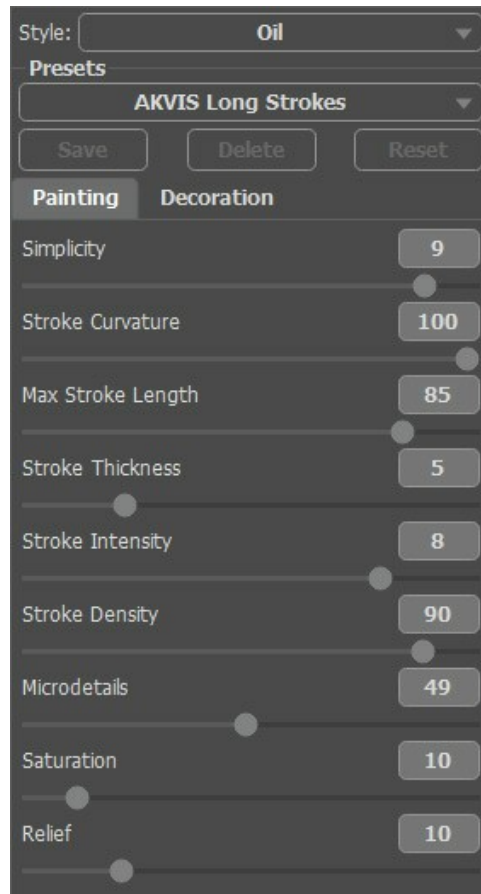 Style: Oil
Presets
AKVIS Long Strokes
Save Delete Reset
Painting Decoration
Simplicity 9
Stroke Curvature 100
Max Stroke Length 85
Stroke Thickness 5
Stroke Intensity 8
Stroke Density 90
Microdetails 49
Saturation 10
Relief 10